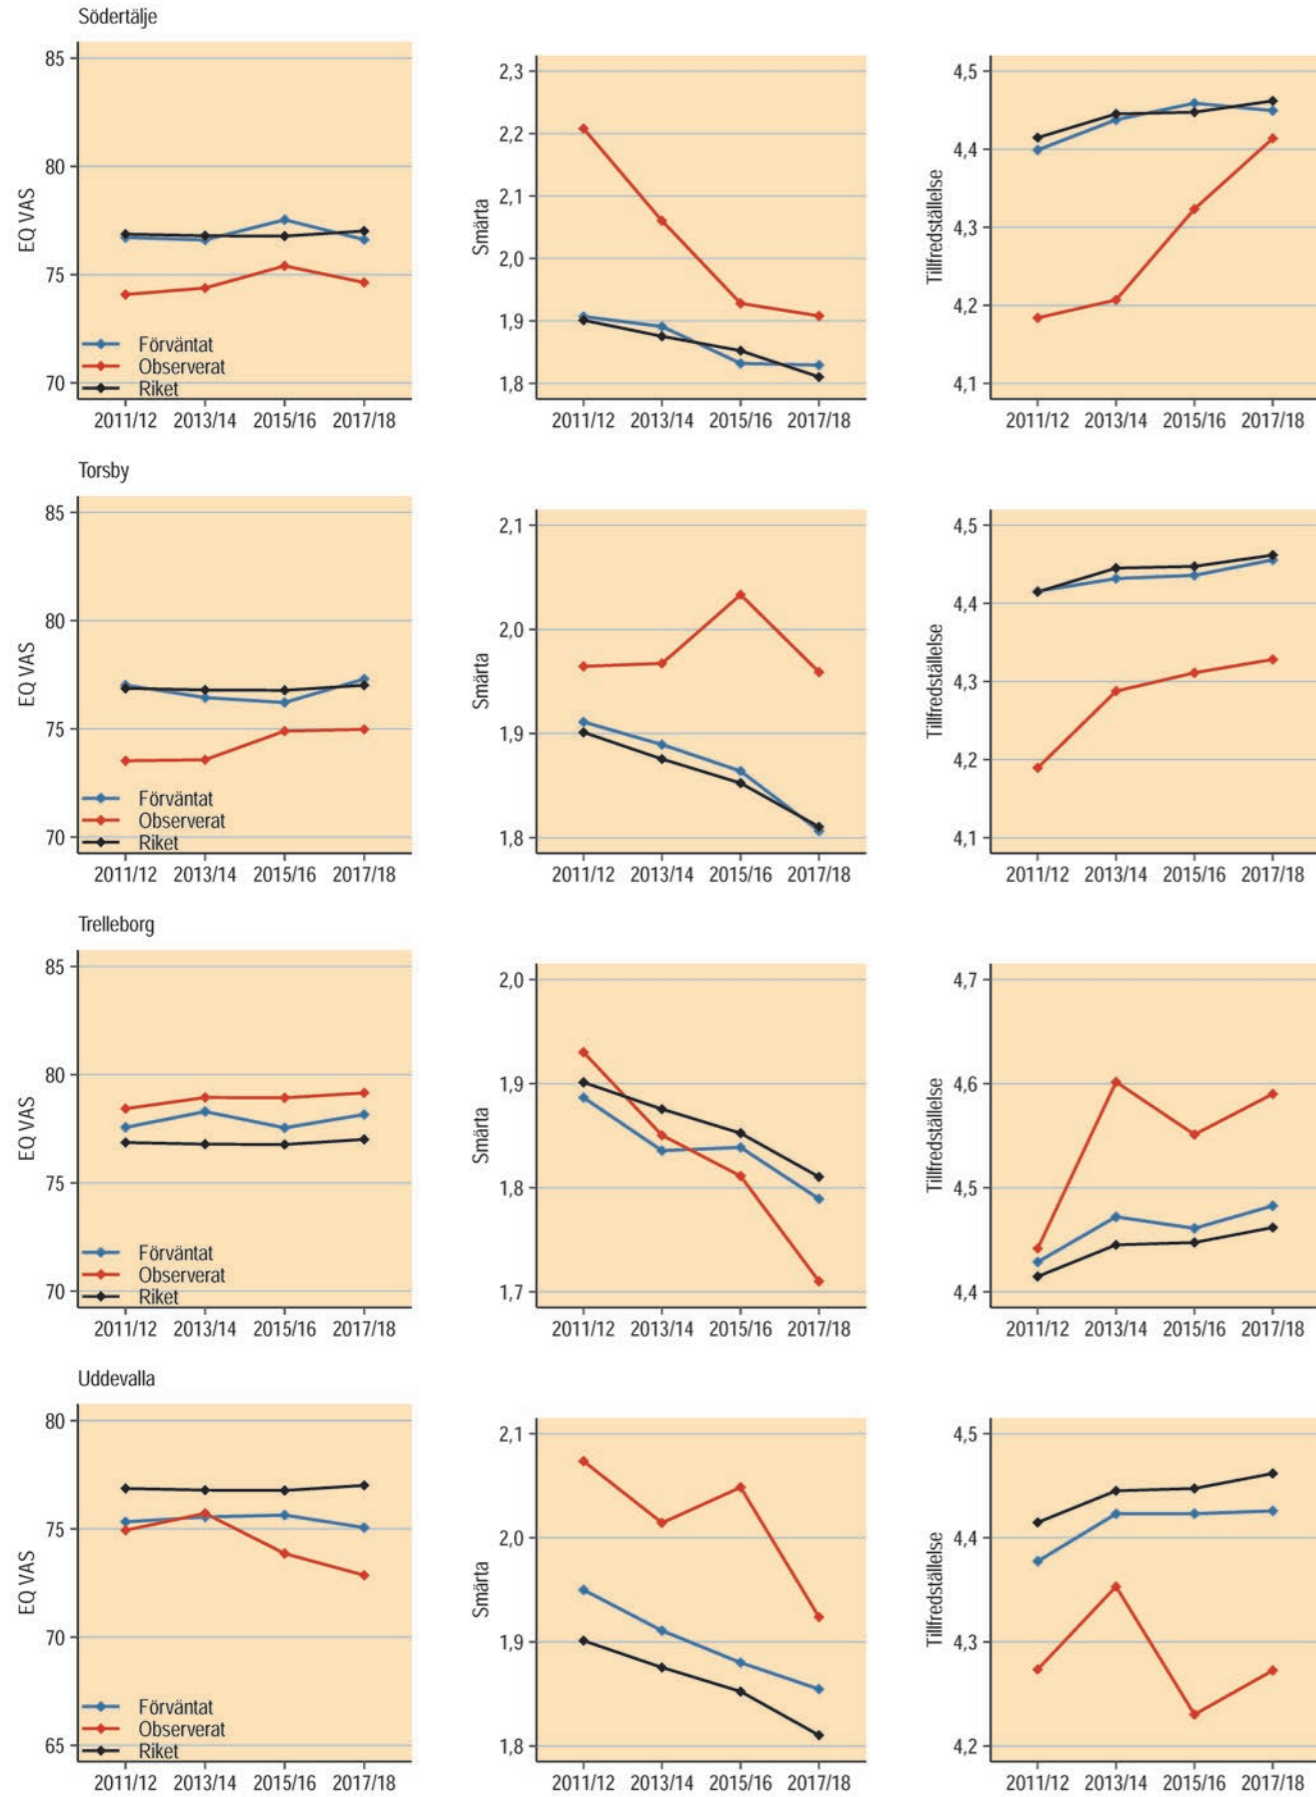 Södertälje
85
80
75
70
EQ VAS
Förväntat
Observerat
Riket
2011/12 2013/14 2015/16 2017/18
2,3
2,2
2,1
2,0
1,9
1,8
Smärta
2011/12 2013/14 2015/16 2017/18
4,5
4,4
4,3
4,2
4,1
Tillfredställelse
2011/12 2013/14 2015/16 2017/18
Torsby
85
80
75
70
EQ VAS
Förväntat
Observerat
Riket
2011/12 2013/14 2015/16 2017/18
2,1
2,0
1,9
1,8
Smärta
2011/12 2013/14 2015/16 2017/18
4,5
4,4
4,3
4,2
4,1
Tillfredställelse
2011/12 2013/14 2015/16 2017/18
Trelleborg
85
80
75
70
EQ VAS
Förväntat
Observerat
Riket
2011/12 2013/14 2015/16 2017/18
2,0
1,9
1,8
1,7
Smärta
2011/12 2013/14 2015/16 2017/18
4,7
4,6
4,5
4,4
Tillfredställelse
2011/12 2013/14 2015/16 2017/18
Uddevalla
80
75
70
65
EQ VAS
Förväntat
Observerat
Riket
2011/12 2013/14 2015/16 2017/18
2,1
2,0
1,9
1,8
Smärta
2011/12 2013/14 2015/16 2017/18
4,5
4,4
4,3
4,2
Tillfredställelse
2011/12 2013/14 2015/16 2017/18